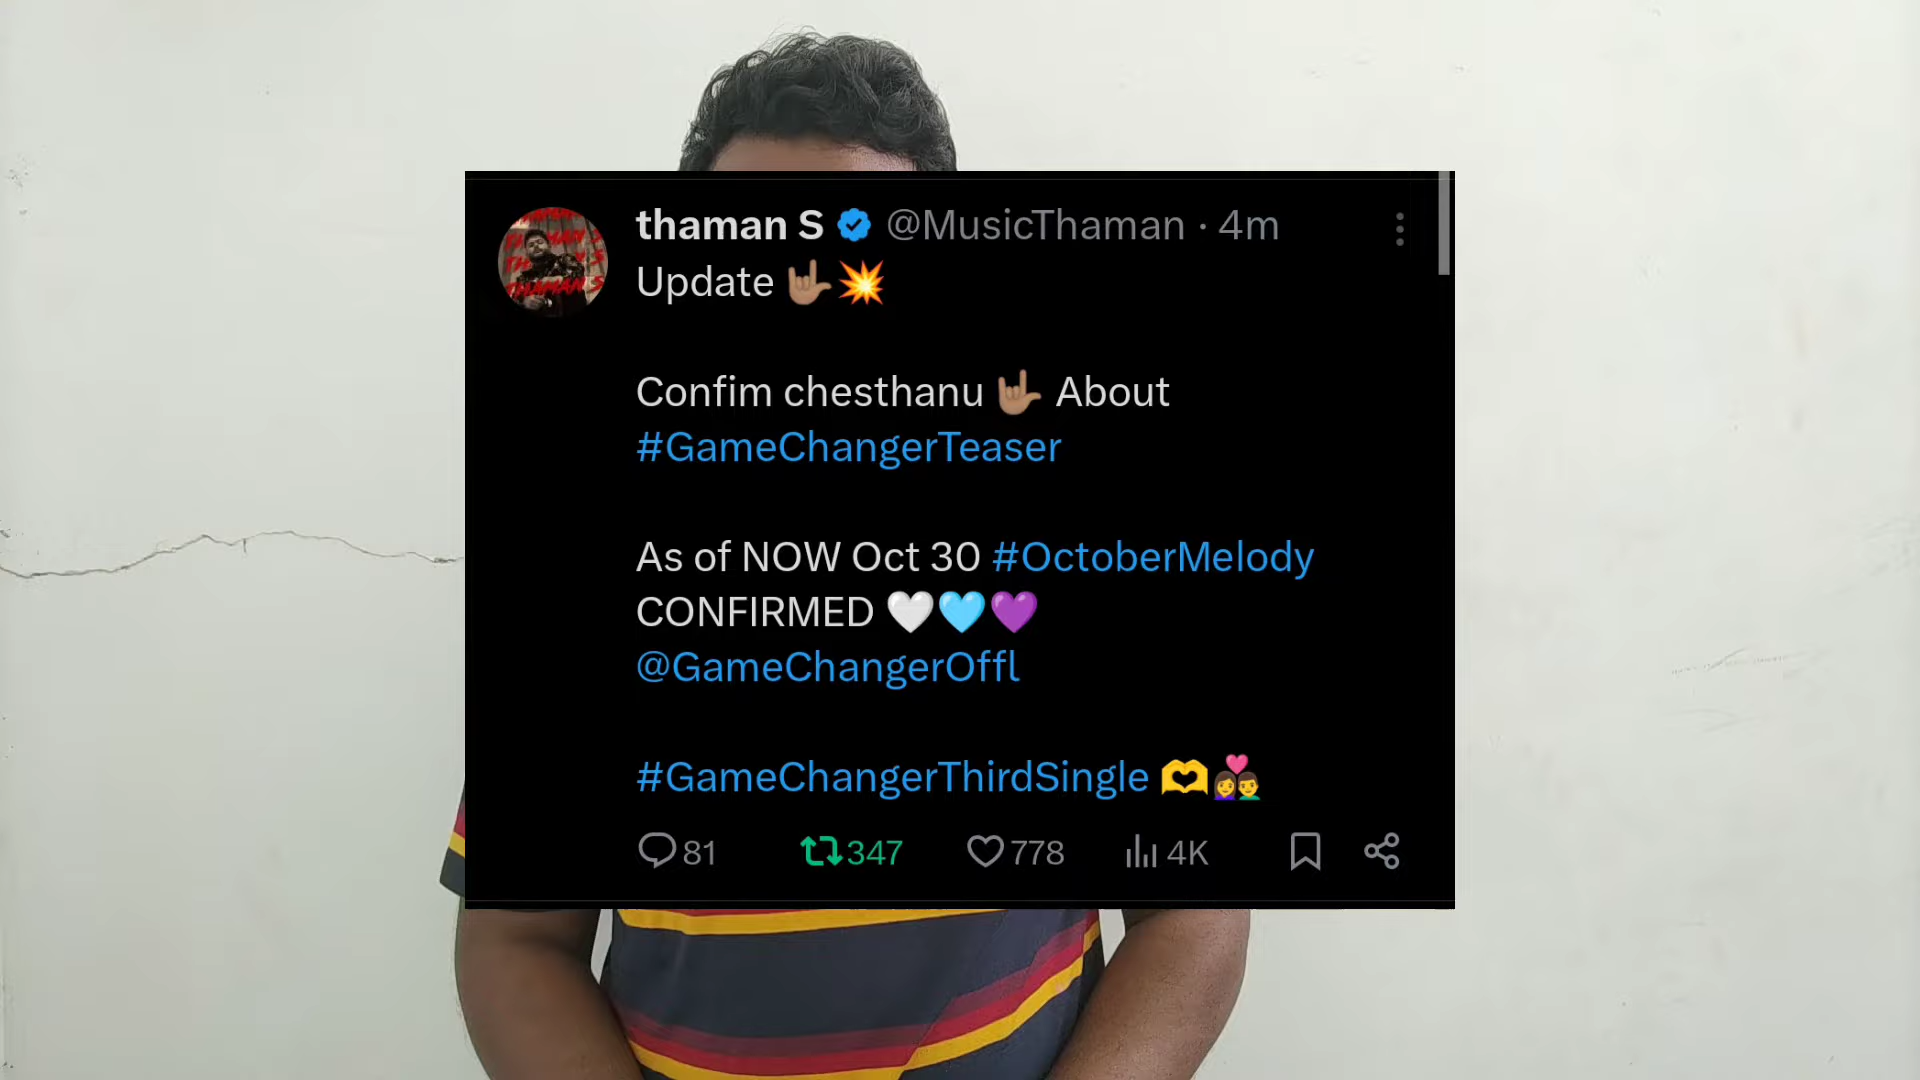 thaman S @MusicThaman · 4m
Update 🤟🏽💥
Confim chesthanu 🤟🏽 About
#GameChangerTeaser
As of NOW Oct 30 #OctoberMelody
CONFIRMED 🤍🩵💜
@GameChangerOffl
#GameChangerThirdSingle 🫶💑
81 347 778 4K